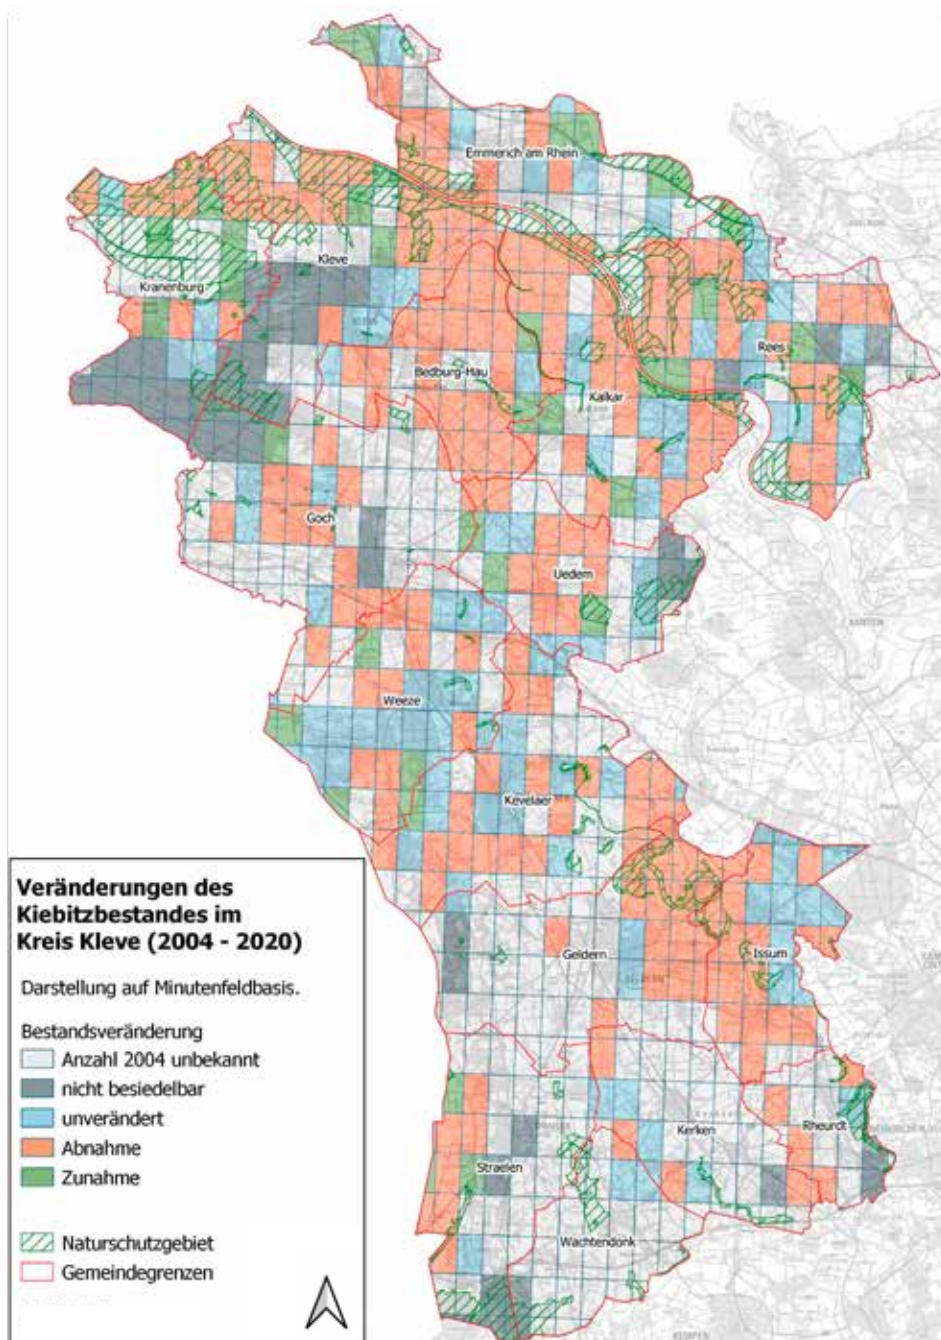 Emmerich am Rhein
Kleve
Kranenburg
Rees
Bedburg-Hau
Kalkar
Goch
Uedem
XANTEN
Weeze
Kevelaer
Veränderungen des
Kiebitzbestandes im
Kreis Kleve (2004 - 2020)
Geldern
Issum
Darstellung auf Minutenfeldbasis.
Bestandsveränderung
Anzahl 2004 unbekannt
nicht besiedelbar
unverändert
Abnahme
Zunahme
Kerken
Rheurdt
Straelen
Naturschutzgebiet
Gemeindegrenzen
Wachtendonk
KEMPEN